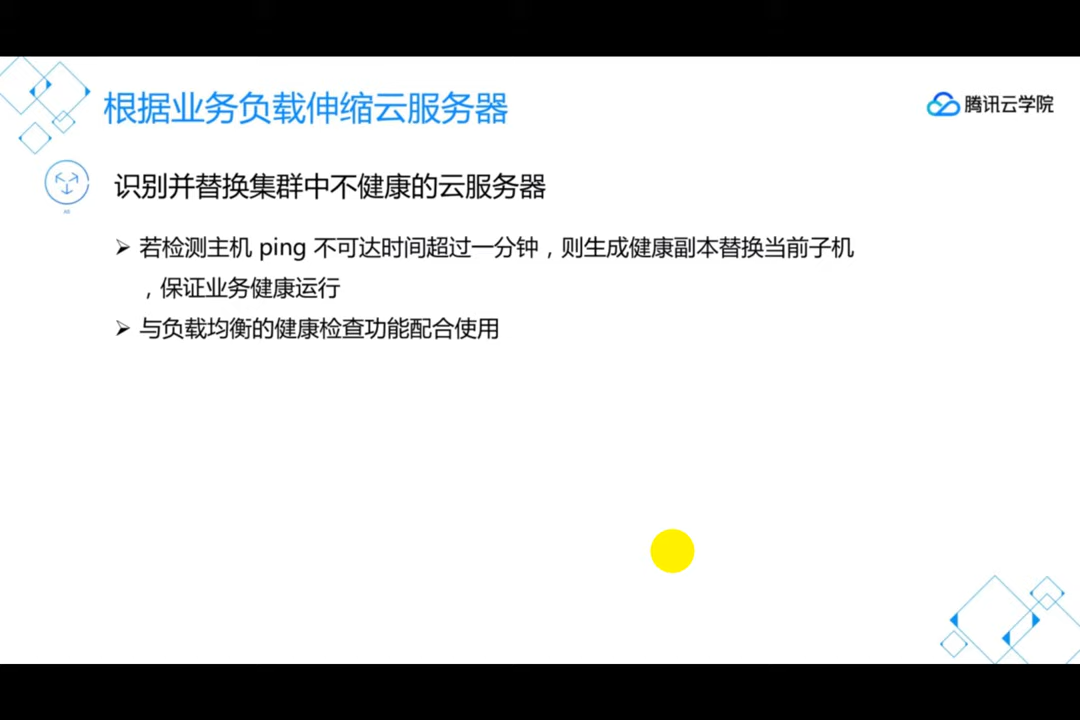 根据业务负载伸缩云服务器
腾讯云学院
识别并替换集群中不健康的云服务器
AS
➢ 若检测主机 ping 不可达时间超过一分钟，则生成健康副本替换当前子机
，保证业务健康运行
➢ 与负载均衡的健康检查功能配合使用